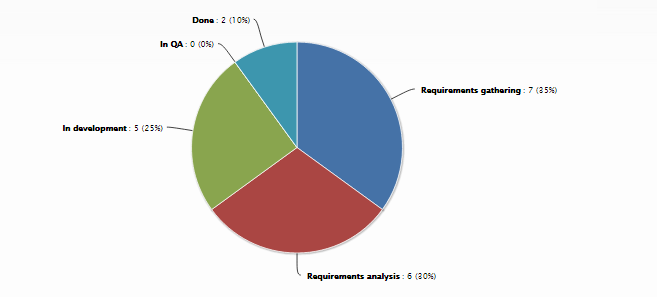 Done : 2 (10%)
In QA : 0 (0%)
Requirements gathering : 7 (35%)
In development : 5 (25%)
Requirements analysis : 6 (30%)